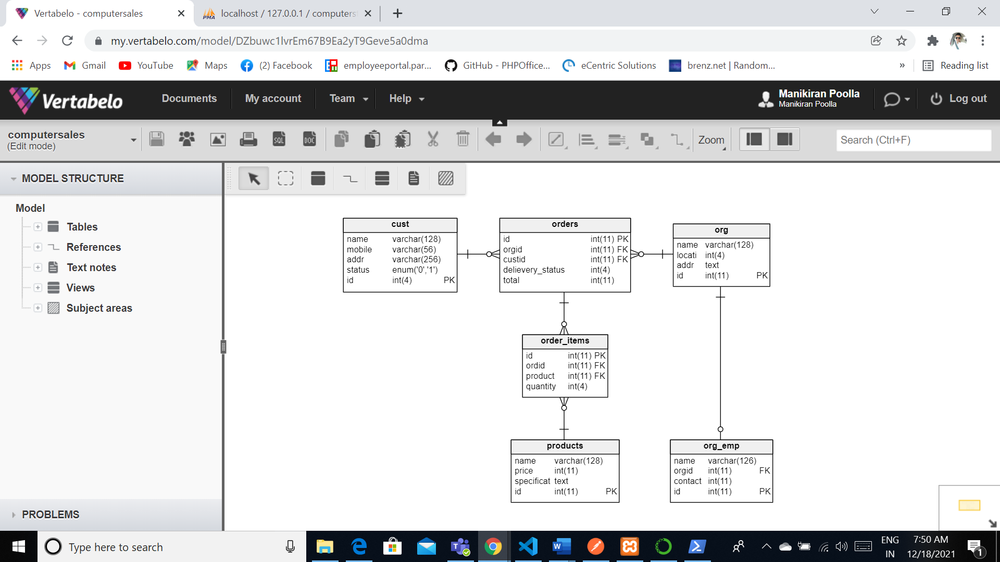 Vertabelo - computersales
localhost / 127.0.0.1 / computers
my.vertabelo.com/model/DZbuwc1lvrEm67B9Ea2yT9Geve5a0dma
Apps Gmail YouTube Maps (2) Facebook employeeportal.par... GitHub - PHPOffice... eCentric Solutions brenz.net | Random... » Reading list
Vertabelo Documents My account Team Help Manikiran Poolla Log out
Manikiran Poolla
computersales
(Edit mode)
SQL DOC Zoom Search (Ctrl+F)
MODEL STRUCTURE
Model
Tables
References
Text notes
Views
Subject areas
PROBLEMS
cust
name varchar(128)
mobile varchar(56)
addr varchar(256)
status enum('0','1')
id int(4) PK
orders
id int(11) PK
orgid int(11) FK
custid int(11) FK
delievery_status int(4)
total int(11)
org
name varchar(128)
locati int(4)
addr text
id int(11) PK
order_items
id int(11) PK
ordid int(11) FK
product int(11) FK
quantity int(4)
products
name varchar(128)
price int(11)
specificat text
id int(11) PK
org_emp
name varchar(126)
orgid int(11) FK
contact int(11)
id int(11) PK
Type here to search
ENG
IN
7:50 AM
12/18/2021
1